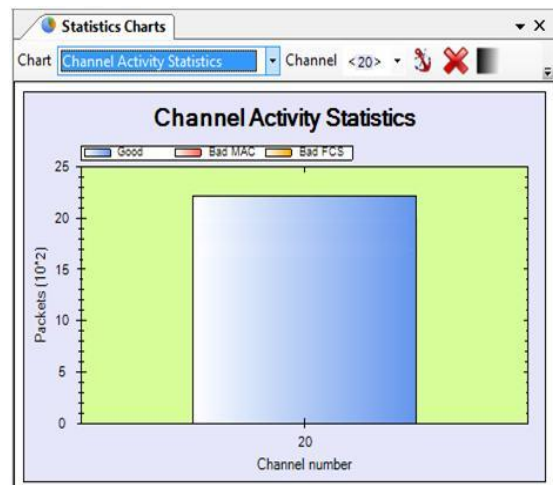 Statistics Charts
Chart Channel Activity Statistics Channel <20>
Channel Activity Statistics
Good Bad MAC Bad FCS
25
20
15
10
5
0
Packets (10^2)
20
Channel number